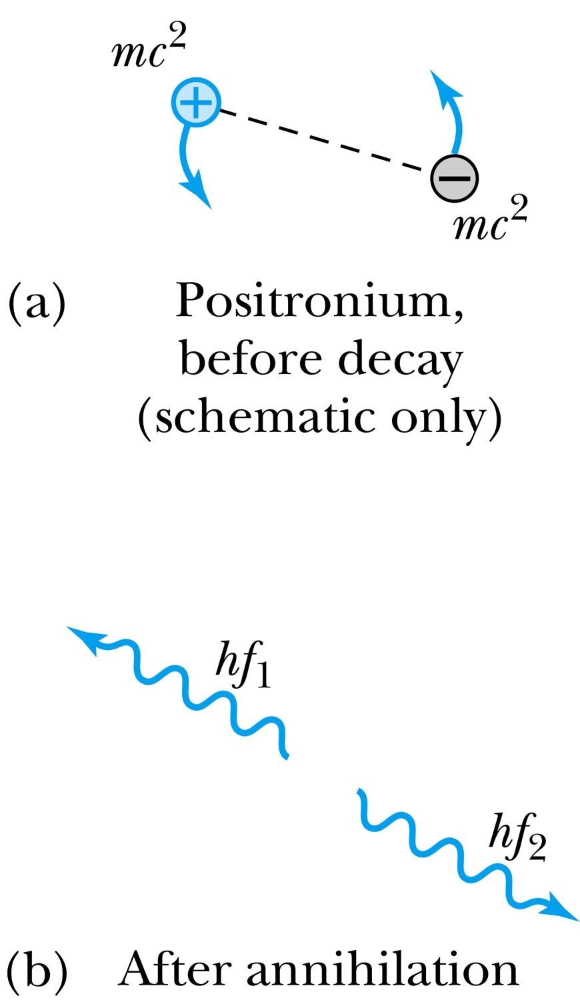 mc²
+
−
mc²
(a) Positronium,
before decay
(schematic only)
hf₁
hf₂
(b) After annihilation